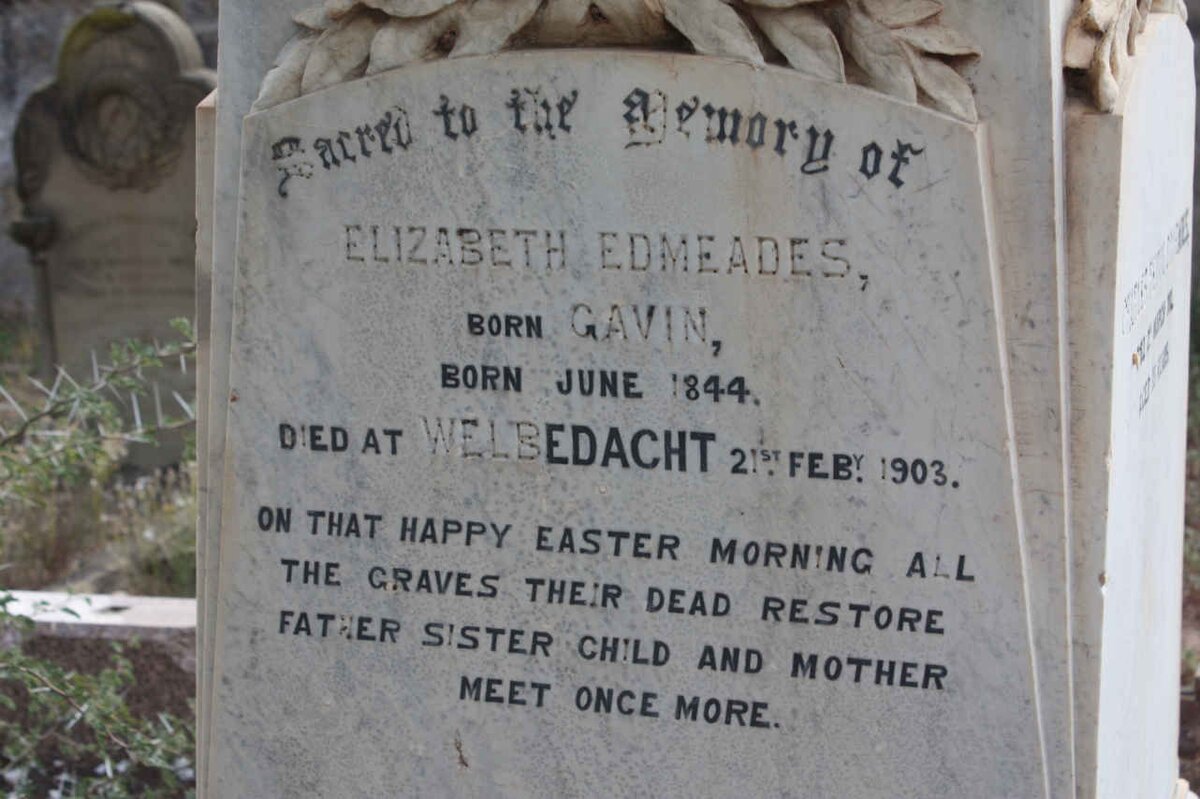 Sacred to the Memory of
ELIZABETH EDMEADES,
BORN GAVIN,
BORN JUNE 1844.
DIED AT WELBEDACHT 21ST. FEBY. 1903.
ON THAT HAPPY EASTER MORNING ALL
THE GRAVES THEIR DEAD RESTORE
FATHER SISTER CHILD AND MOTHER
MEET ONCE MORE.